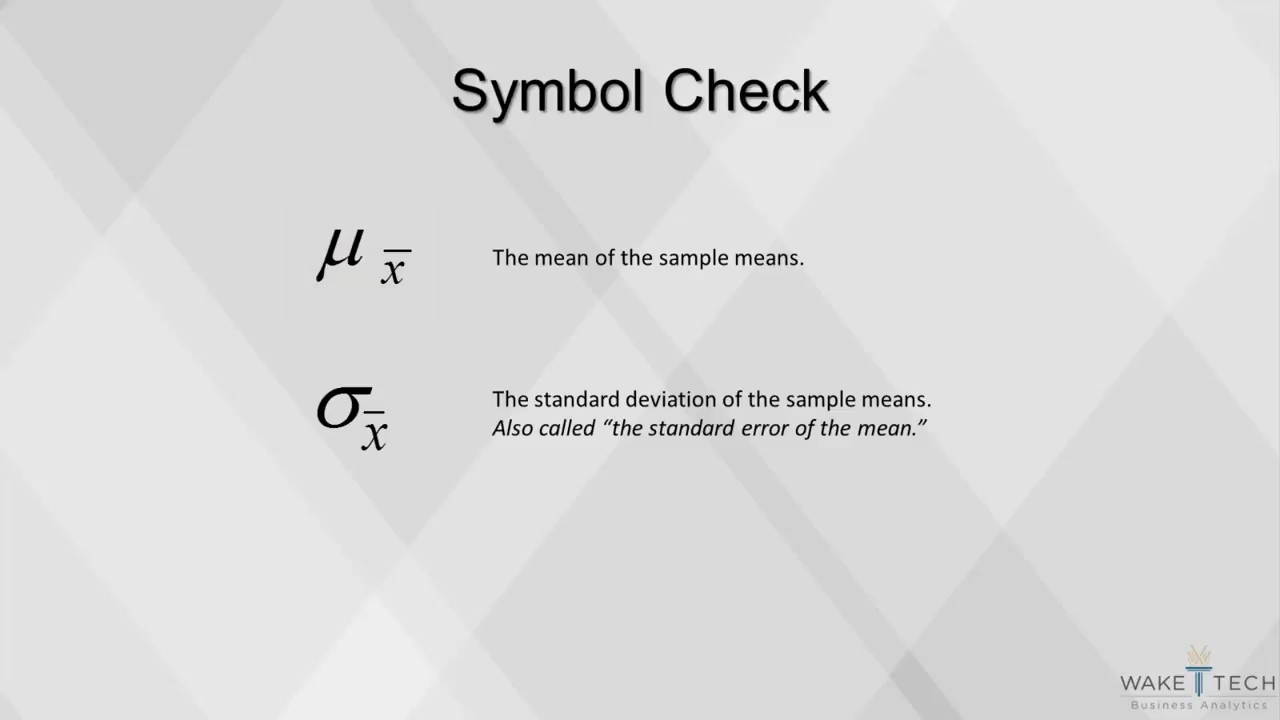 Symbol Check
μ x̅ The mean of the sample means.
σx̅ The standard deviation of the sample means.
Also called “the standard error of the mean.”
WAKE TECH
Business Analytics